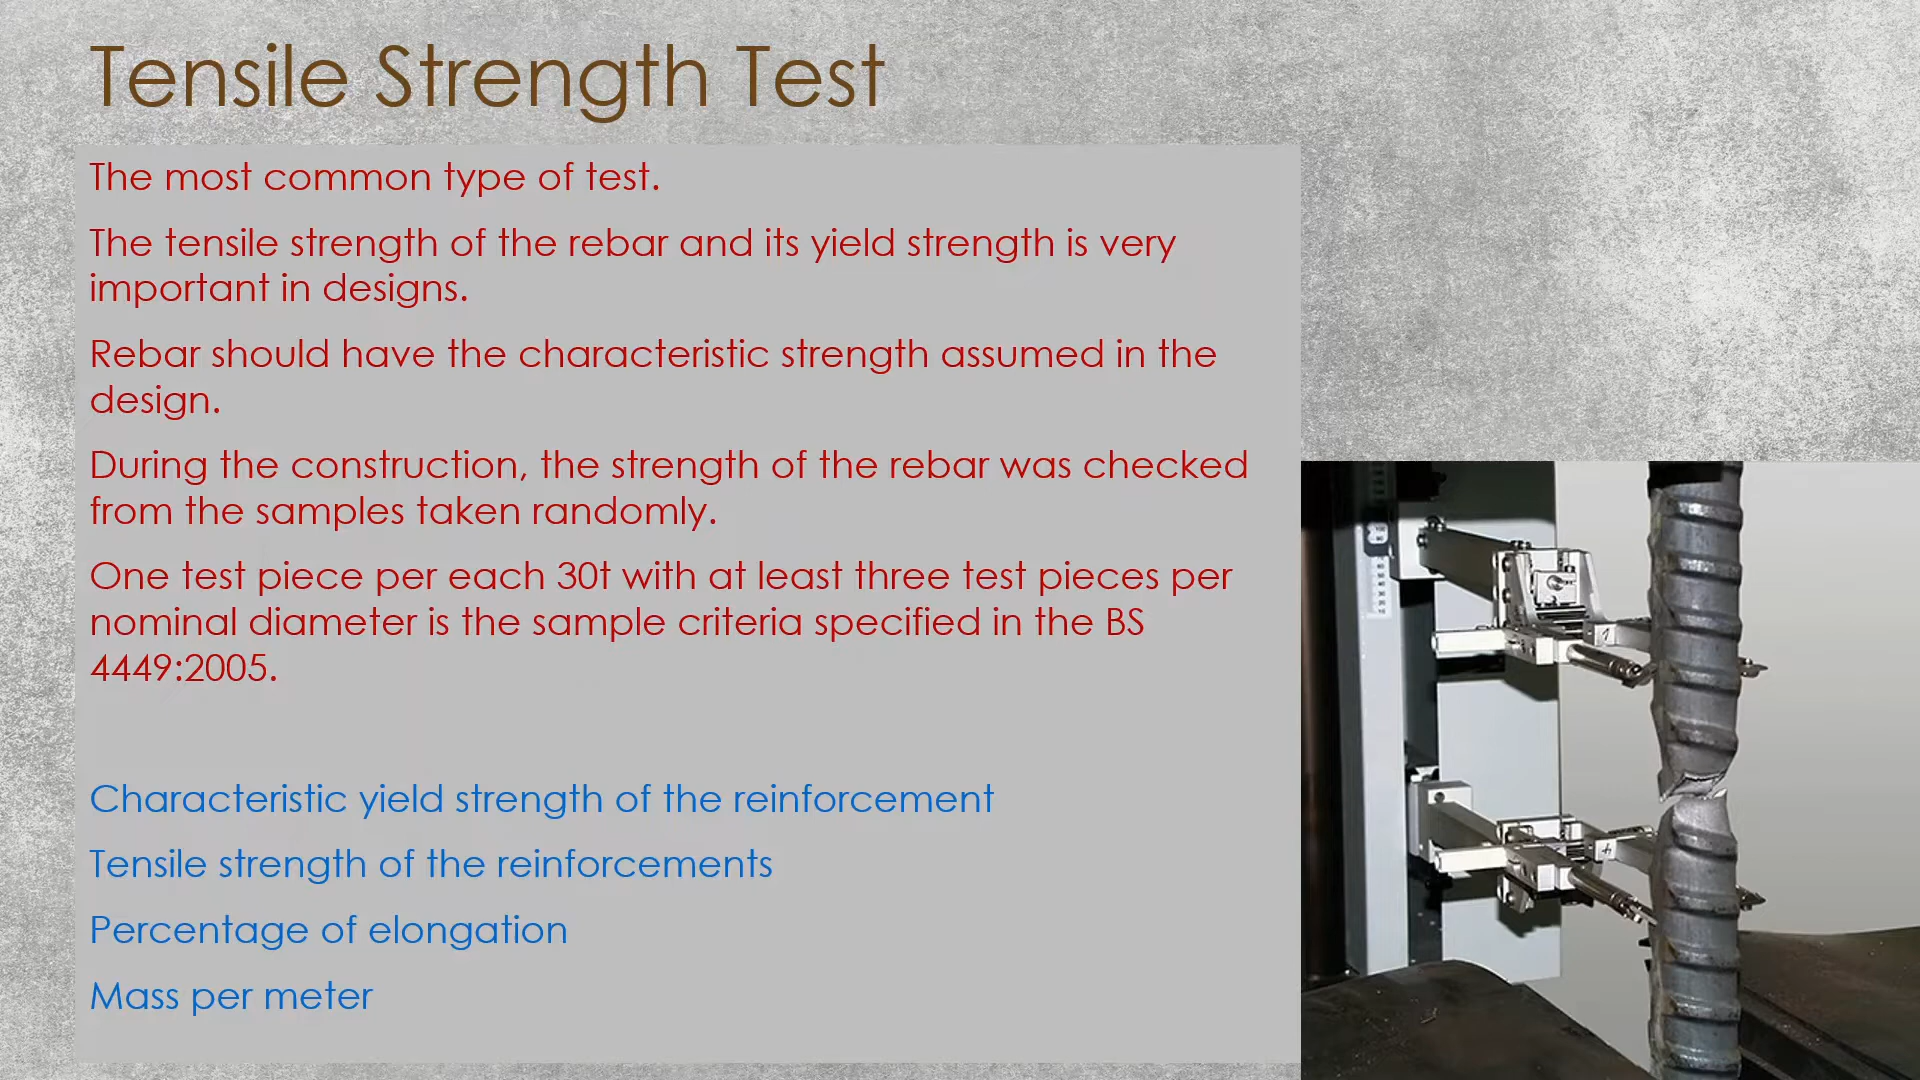 Tensile Strength Test
The most common type of test.
The tensile strength of the rebar and its yield strength is very
important in designs.
Rebar should have the characteristic strength assumed in the
design.
During the construction, the strength of the rebar was checked
from the samples taken randomly.
One test piece per each 30t with at least three test pieces per
nominal diameter is the sample criteria specified in the BS
4449:2005.
Characteristic yield strength of the reinforcement
Tensile strength of the reinforcements
Percentage of elongation
Mass per meter